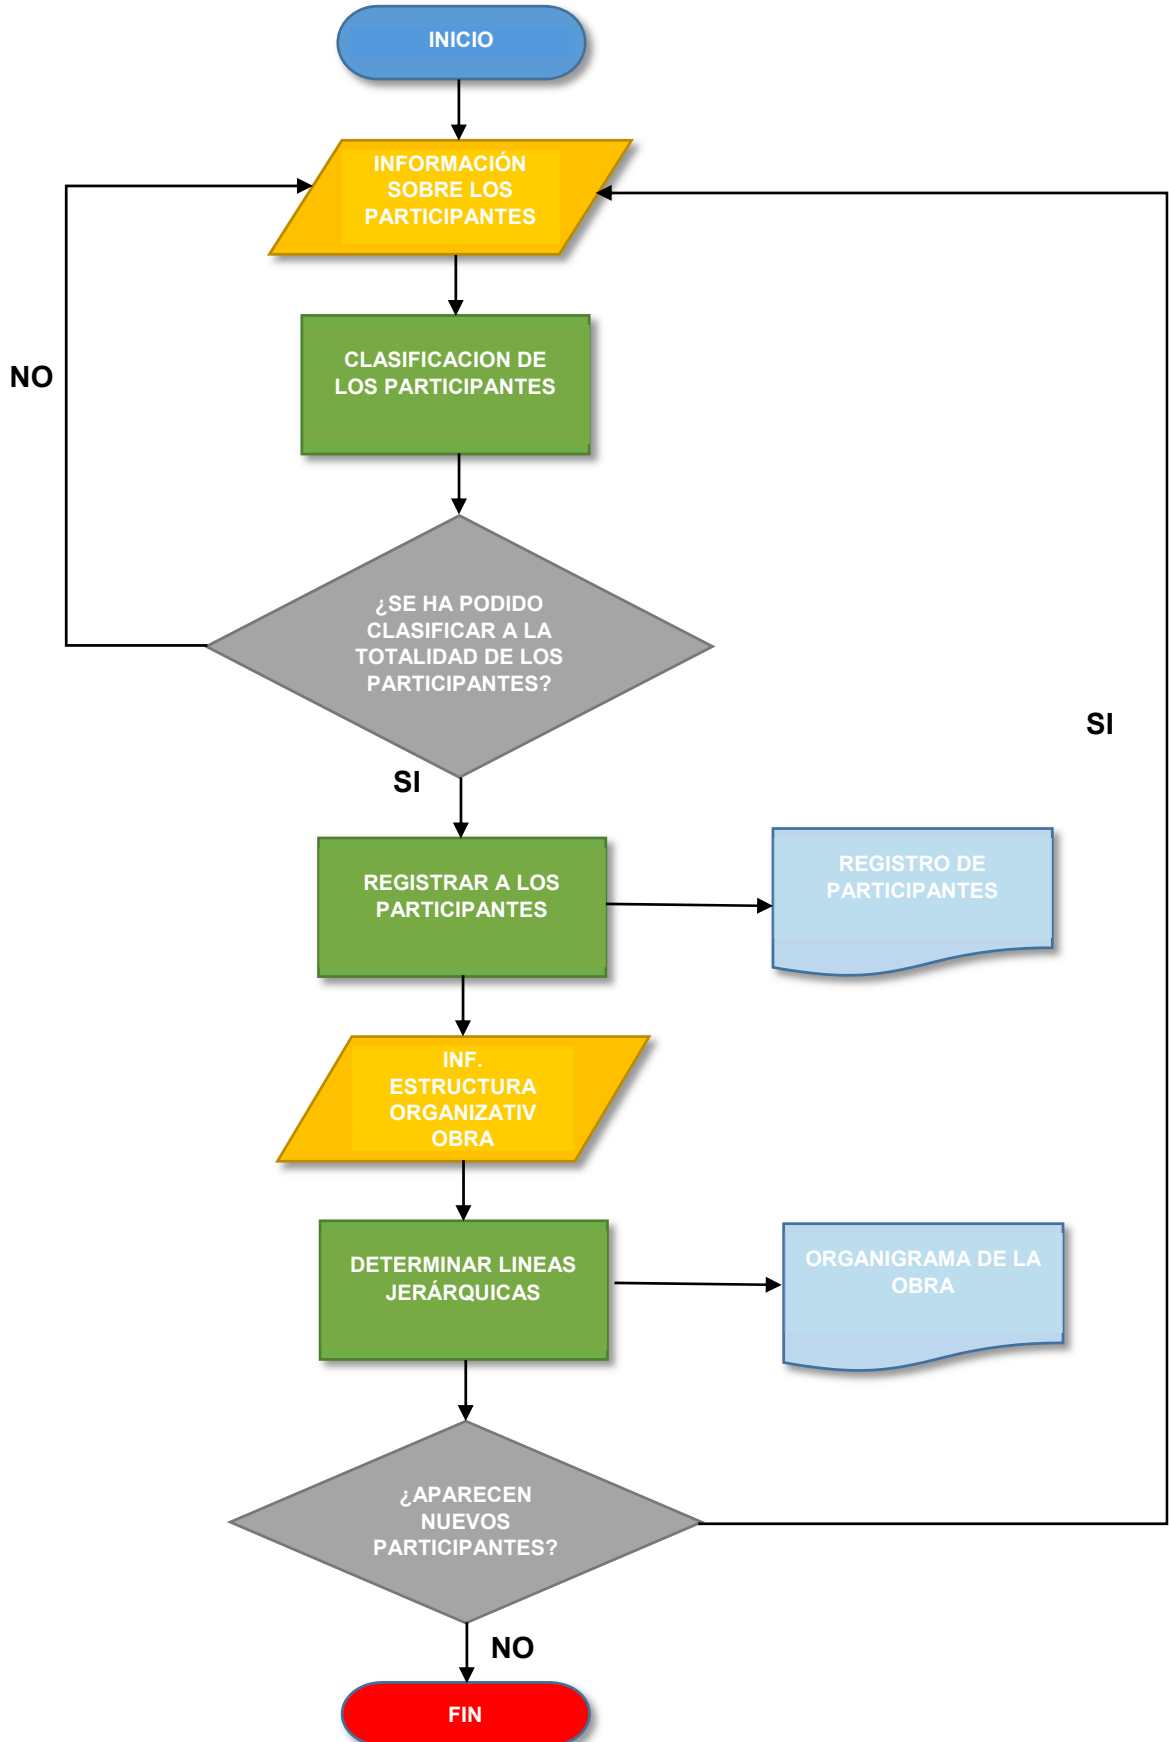 INICIO
INFORMACIÓN
SOBRE LOS
PARTICIPANTES
CLASIFICACION DE
LOS PARTICIPANTES
NO
¿SE HA PODIDO
CLASIFICAR A LA
TOTALIDAD DE LOS
PARTICIPANTES?
SI
SI
REGISTRAR A LOS
PARTICIPANTES
REGISTRO DE
PARTICIPANTES
INF.
ESTRUCTURA
ORGANIZATIV
OBRA
DETERMINAR LINEAS
JERÁRQUICAS
ORGANIGRAMA DE LA
OBRA
¿APARECEN
NUEVOS
PARTICIPANTES?
NO
FIN